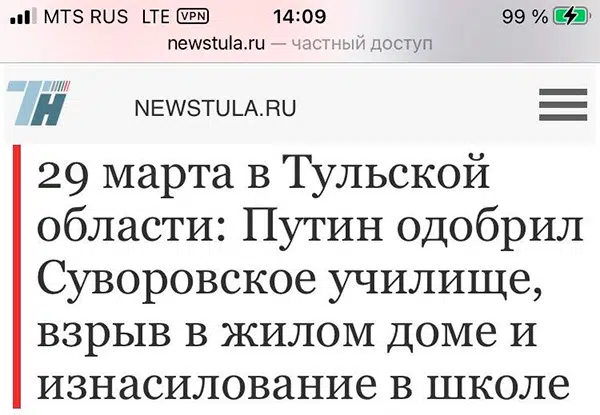 MTS RUS LTE VPN 14:09 99 %
newstula.ru — частный доступ
ТН NEWSTULA.RU
29 марта в Тульской
области: Путин одобрил
Суворовское училище,
взрыв в жилом доме и
изнасилование в школе